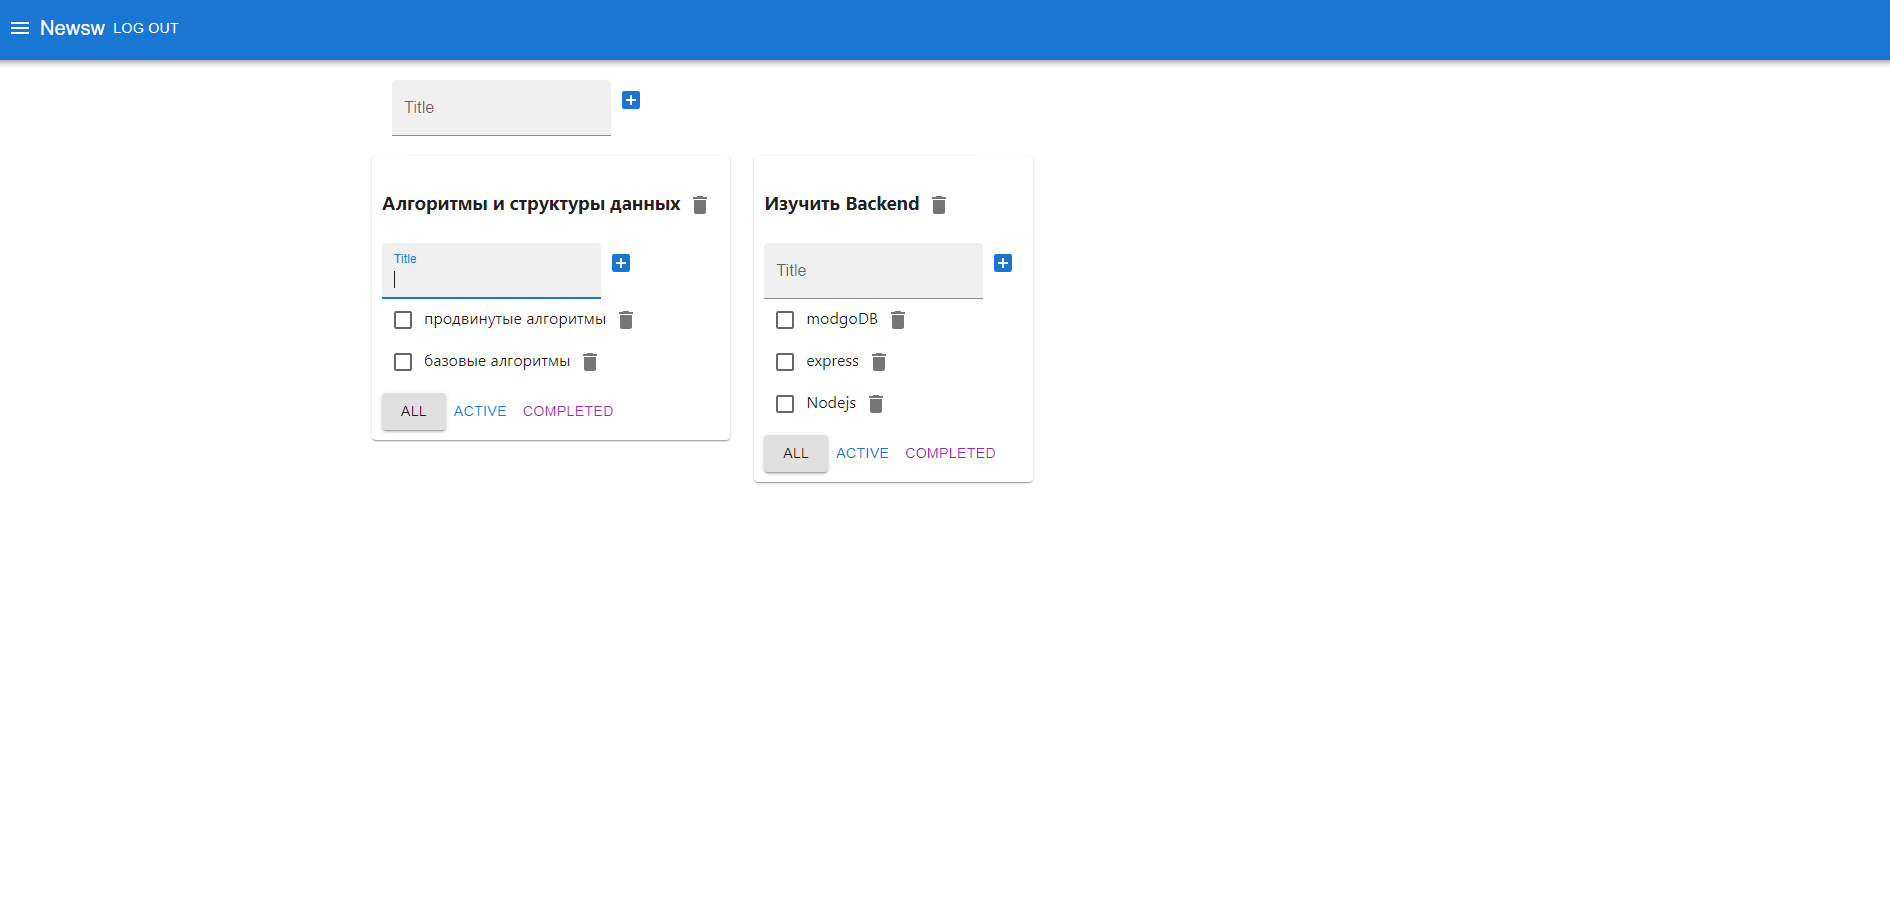 Newsw LOG OUT
Title
Алгоритмы и структуры данных
Title
продвинутые алгоритмы
базовые алгоритмы
ALL ACTIVE COMPLETED
Изучить Backend
Title
modgoDB
express
Nodejs
ALL ACTIVE COMPLETED